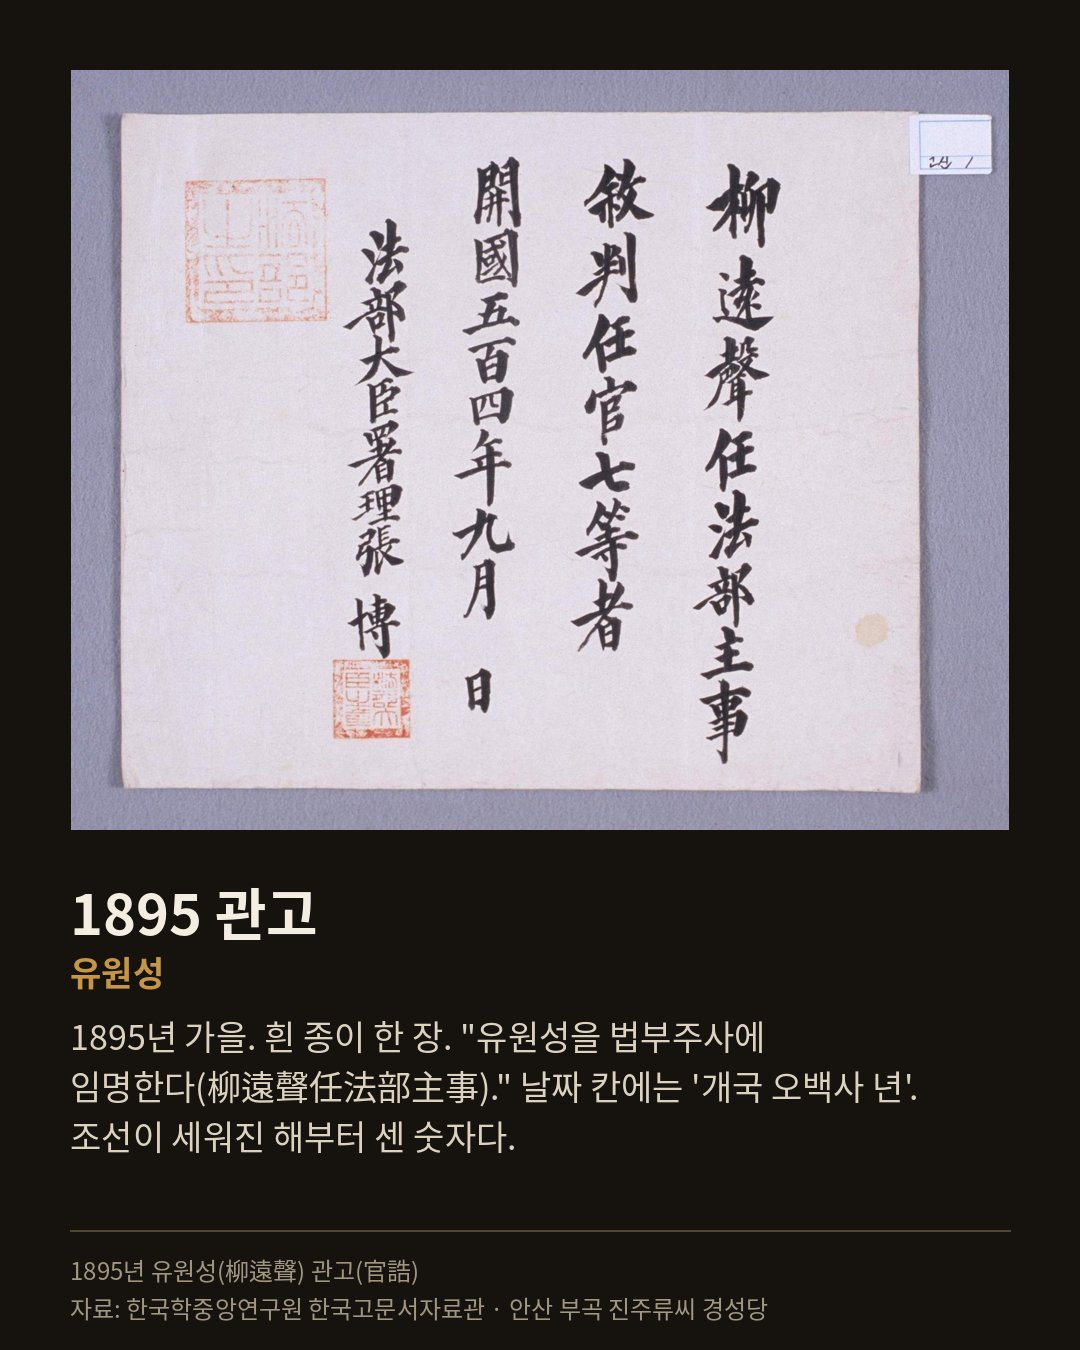 柳遠聲任法部主事
敘判任官七等者
開國五百四年九月 日
法部大臣署理張 博
1895 관고
유원성
1895년 가을. 흰 종이 한 장. "유원성을 법부주사에
임명한다(柳遠聲任法部主事)." 날짜 칸에는 '개국 오백사 년'.
조선이 세워진 해부터 센 숫자다.
1895년 유원성(柳遠聲) 관고(官誥)
자료: 한국학중앙연구원 한국고문서자료관 · 안산 부곡 진주류씨 경성당